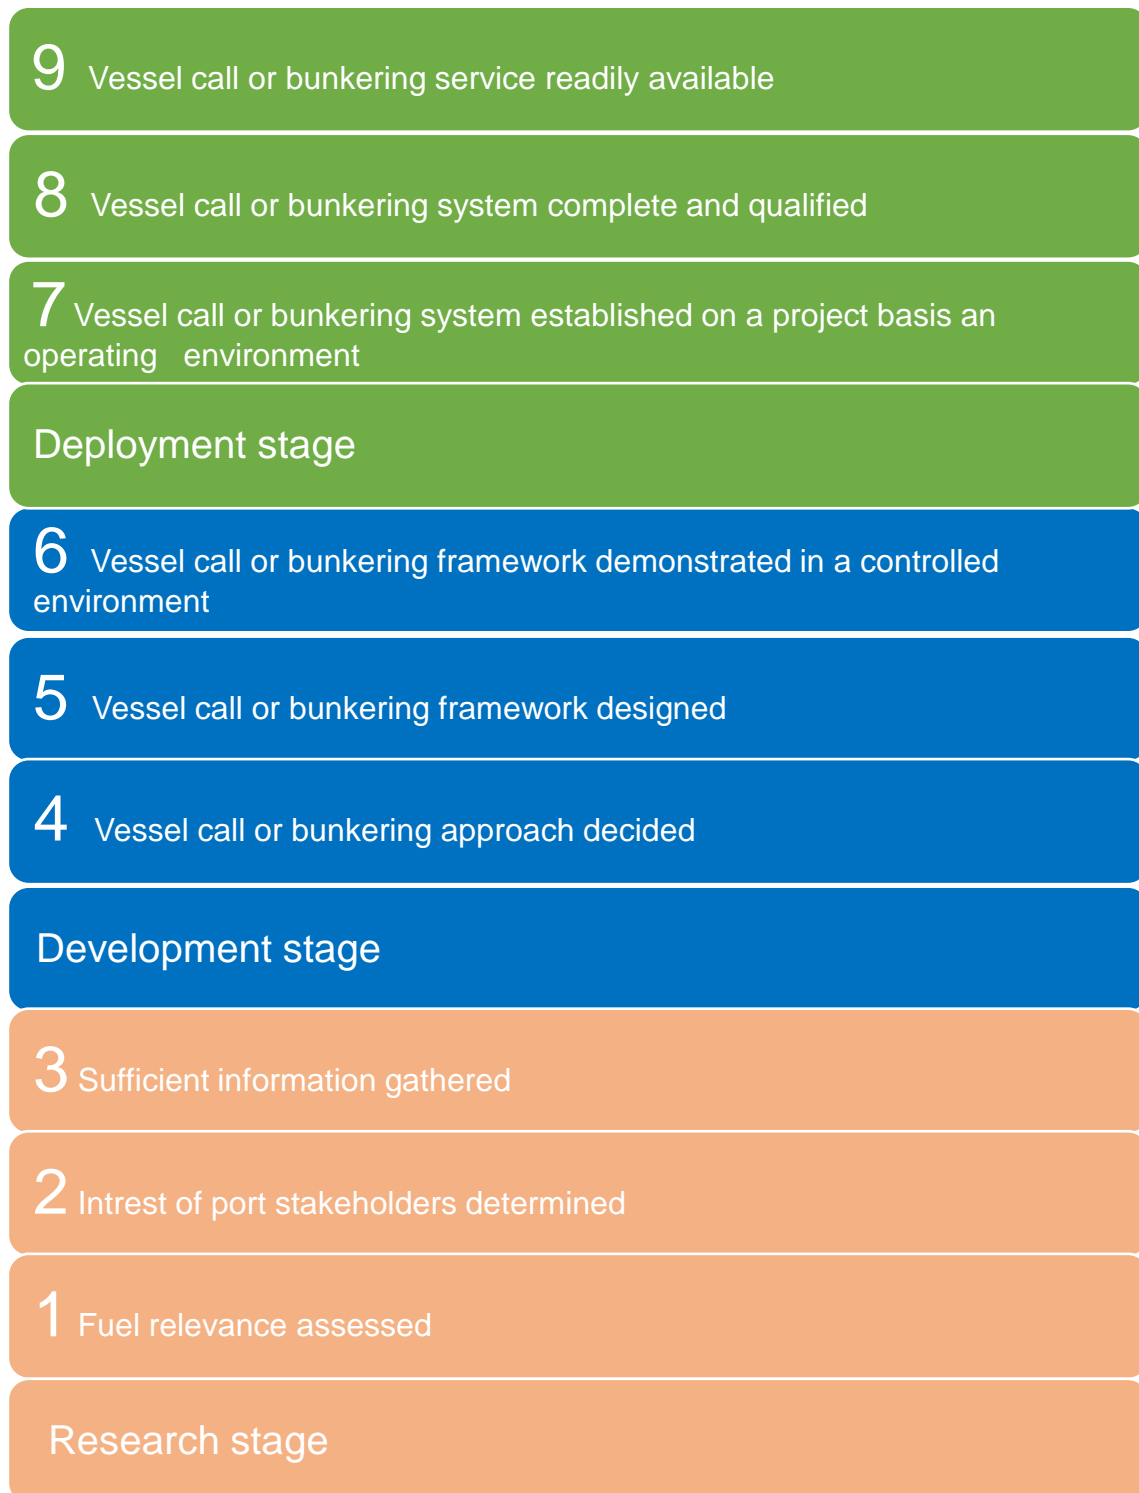 9 Vessel call or bunkering service readily available
8 Vessel call or bunkering system complete and qualified
7 Vessel call or bunkering system established on a project basis an
operating environment
Deployment stage
6 Vessel call or bunkering framework demonstrated in a controlled
environment
5 Vessel call or bunkering framework designed
4 Vessel call or bunkering approach decided
Development stage
3 Sufficient information gathered
2 Intrest of port stakeholders determined
1 Fuel relevance assessed
Research stage